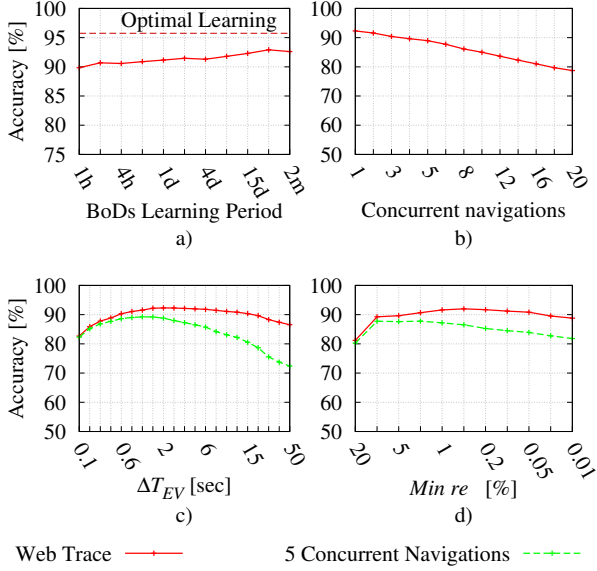 Optimal Learning
Accuracy [%]
100
95
90
85
80
75
1h
4h
1d
4d
15d
2m
BoDs Learning Period
a)
100
90
80
70
60
50
1
3
5
8
12
16
20
Concurrent navigations
b)
Accuracy [%]
100
90
80
70
60
50
0.1
0.6
2
6
15
50
ΔT_EV [sec]
c)
100
90
80
70
60
50
20
5
1
0.2
0.05
0.01
Min re [%]
d)
Web Trace
5 Concurrent Navigations